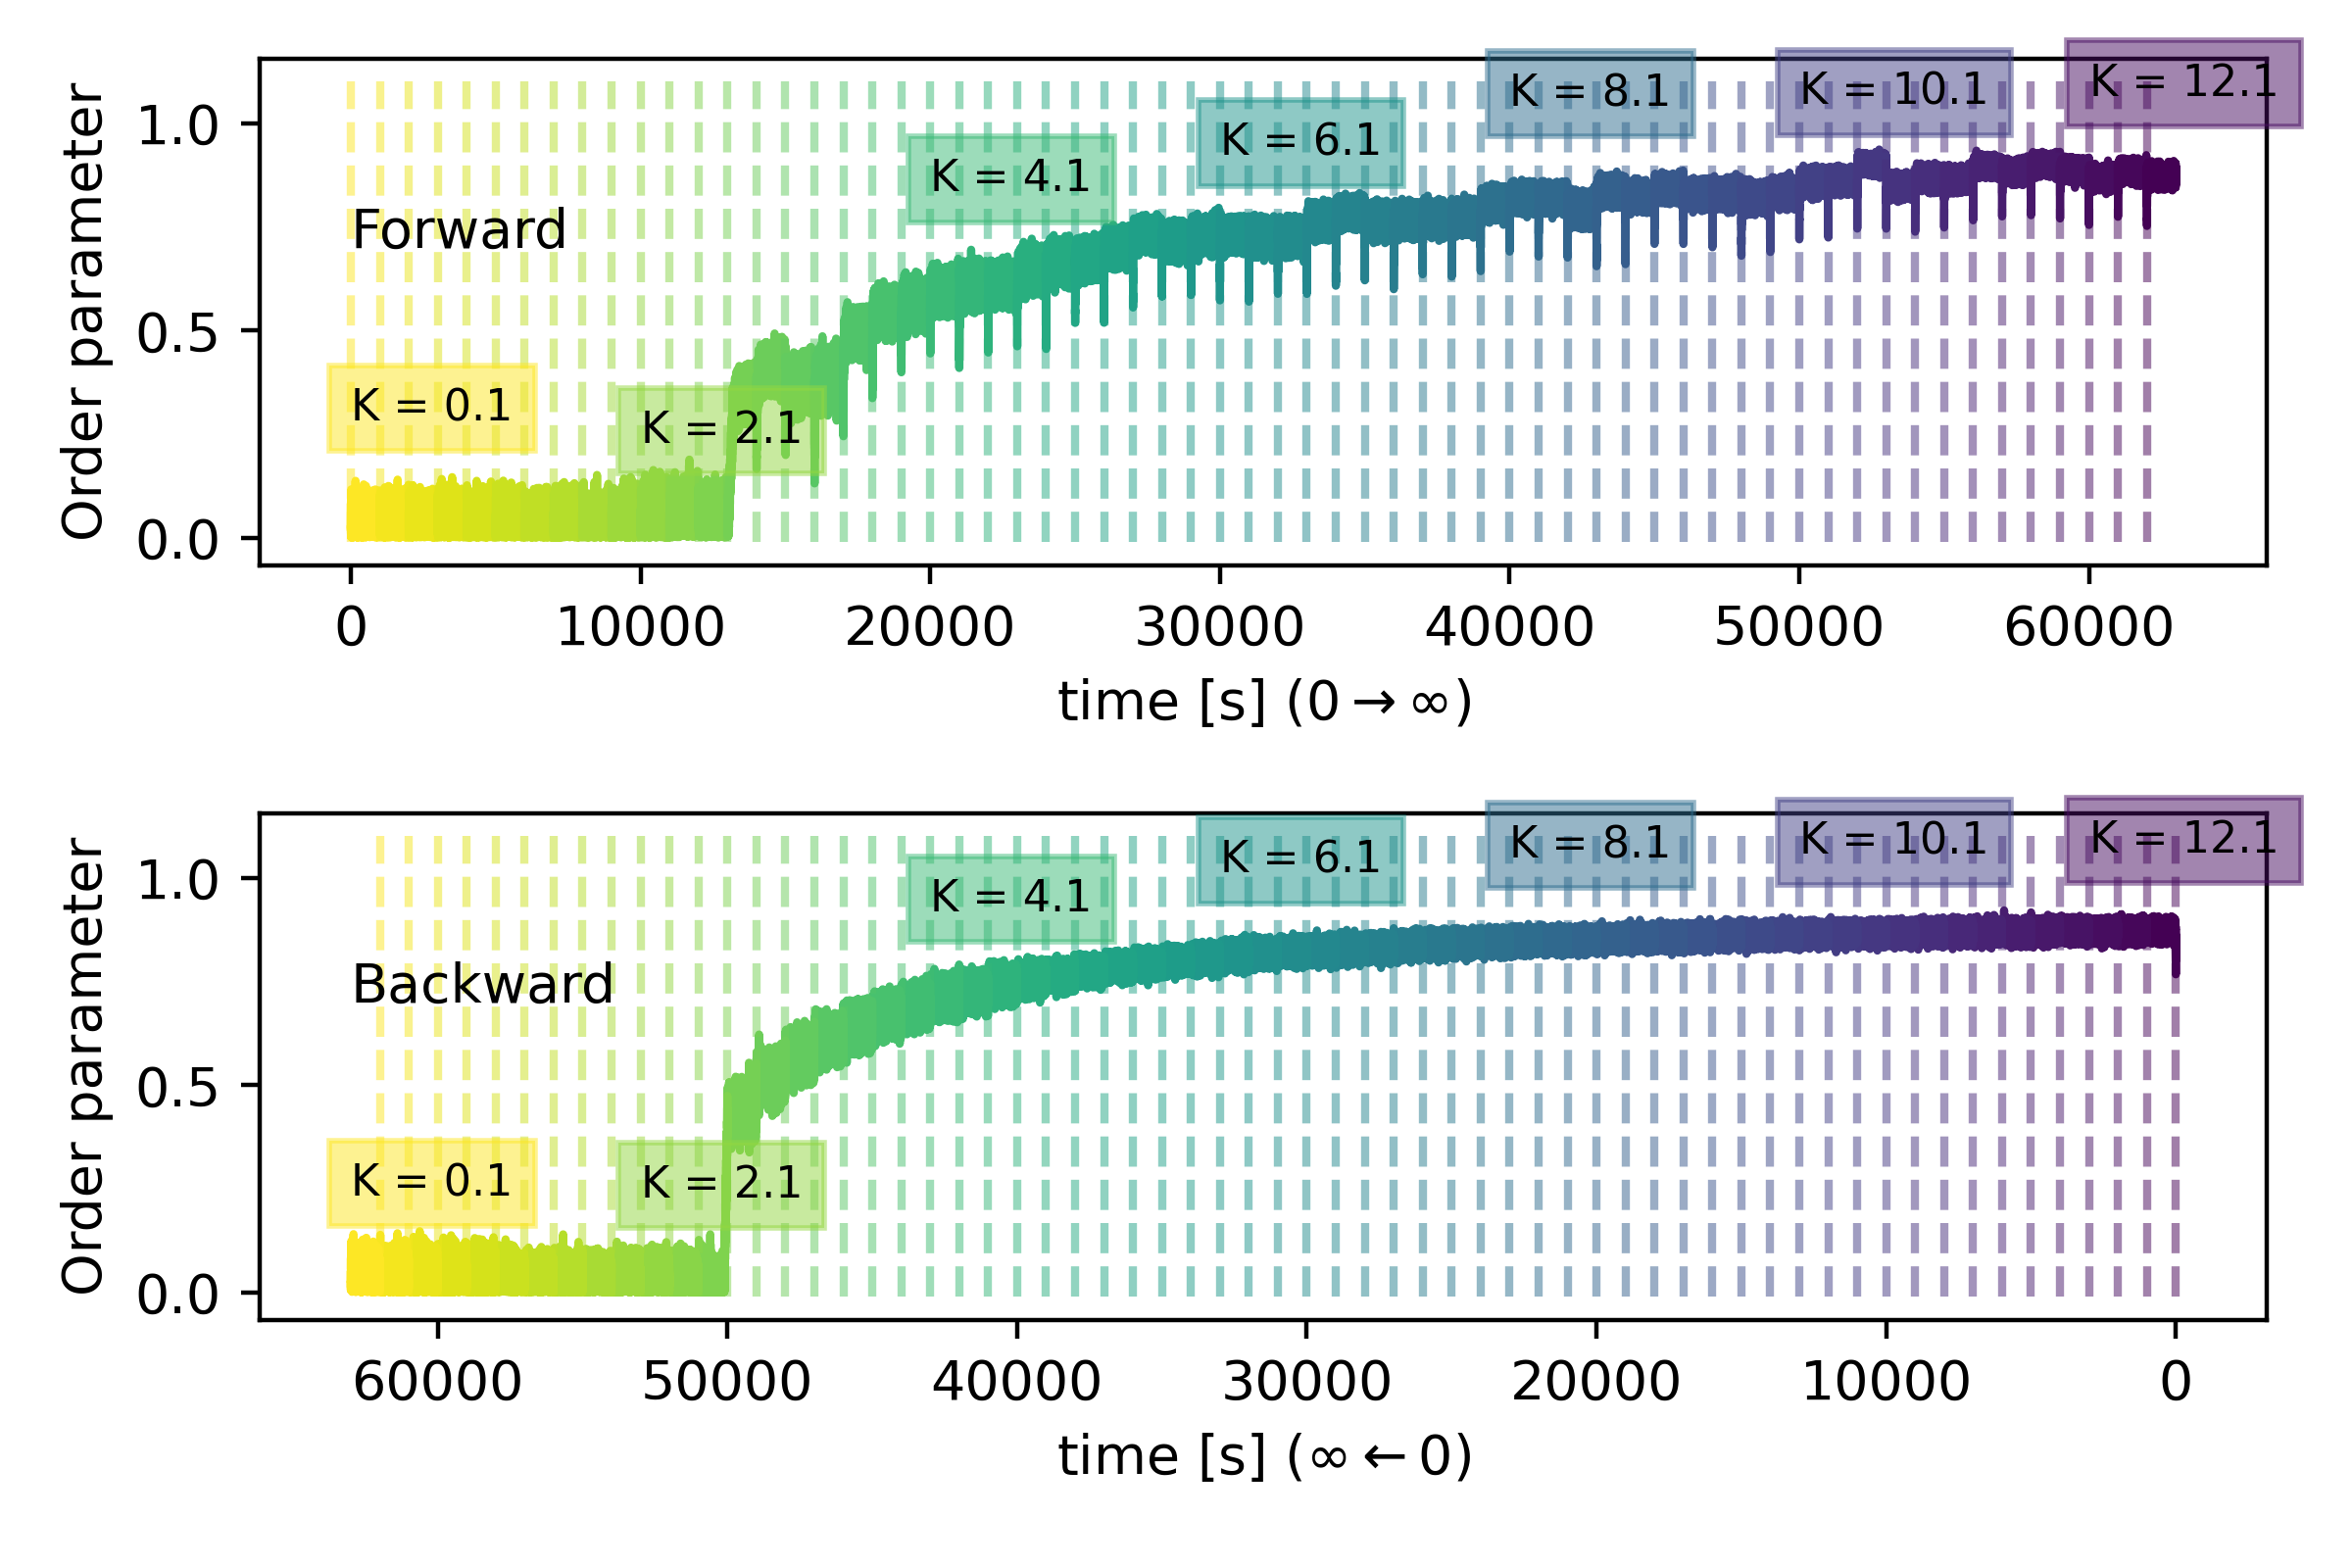 Order parameter
1.0
0.5
0.0
Forward
K = 0.1
K = 2.1
K = 4.1
K = 6.1
K = 8.1
K = 10.1
K = 12.1
0 10000 20000 30000 40000 50000 60000
time [s] (0 → ∞)
Order parameter
1.0
0.5
0.0
Backward
K = 0.1
K = 2.1
K = 4.1
K = 6.1
K = 8.1
K = 10.1
K = 12.1
60000 50000 40000 30000 20000 10000 0
time [s] (∞ ← 0)